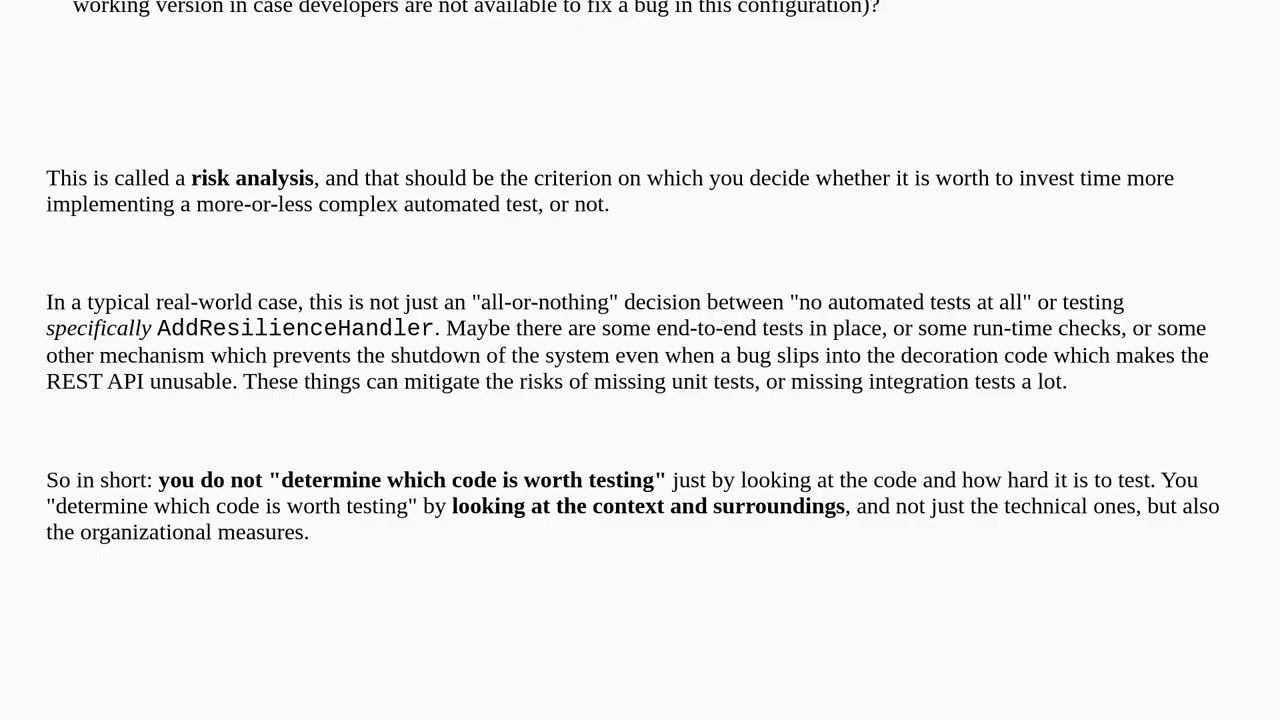 working version in case developers are not available to fix a bug in this configuration)?
This is called a risk analysis, and that should be the criterion on which you decide whether it is worth to invest time more
implementing a more-or-less complex automated test, or not.
In a typical real-world case, this is not just an "all-or-nothing" decision between "no automated tests at all" or testing
specifically AddResilienceHandler. Maybe there are some end-to-end tests in place, or some run-time checks, or some
other mechanism which prevents the shutdown of the system even when a bug slips into the decoration code which makes the
REST API unusable. These things can mitigate the risks of missing unit tests, or missing integration tests a lot.
So in short: you do not "determine which code is worth testing" just by looking at the code and how hard it is to test. You
"determine which code is worth testing" by looking at the context and surroundings, and not just the technical ones, but also
the organizational measures.